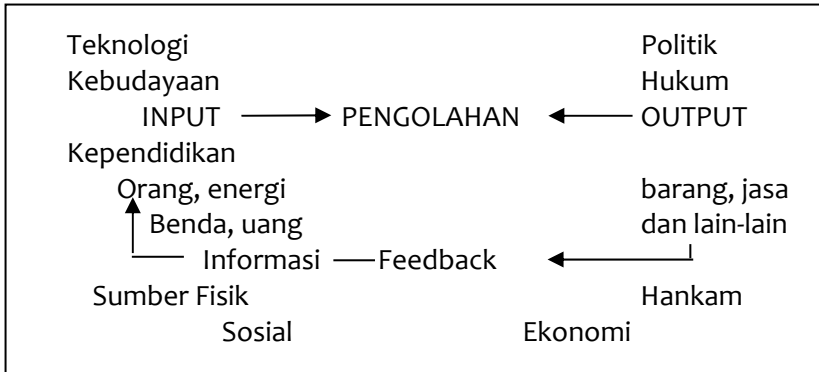 Teknologi Politik
Kebudayaan Hukum
INPUT PENGOLAHAN OUTPUT
Kependidikan
Orang, energi barang, jasa
Benda, uang dan lain-lain
Informasi Feedback
Sumber Fisik Hankam
Sosial Ekonomi